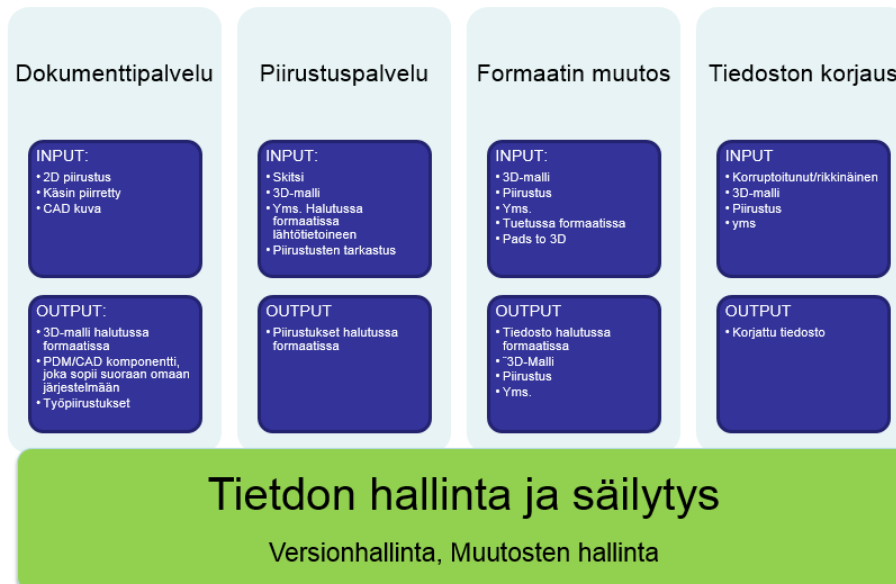 Dokumenttipalvelu
INPUT:
• 2D piirustus
• Käsin piirretty
• CAD kuva
OUTPUT:
• 3D-malli halutussa
formaatissa
• PDM/CAD komponentti,
joka sopii suoraan omaan
järjestelmään
• Työpiirustukset
Piirustuspalvelu
INPUT:
• Skitsi
• 3D-malli
• Yms. Halutussa
formaatissa
lähtötietoineen
• Piirustusten tarkastus
OUTPUT
• Piirustukset halutussa
formaatissa
Formaatin muutos
INPUT:
• 3D-malli
• Piirustus
• Yms.
• Tuetussa formaatissa
• Pads to 3D
OUTPUT
• Tiedosto halutussa
formaatissa
• ˜3D-Malli
• Piirustus
• Yms.
Tiedoston korjaus
INPUT
• Korruptoitunut/rikkinäinen
• 3D-malli
• Piirustus
• yms
OUTPUT
• Korjattu tiedosto
Tietdon hallinta ja säilytys
Versionhallinta, Muutosten hallinta